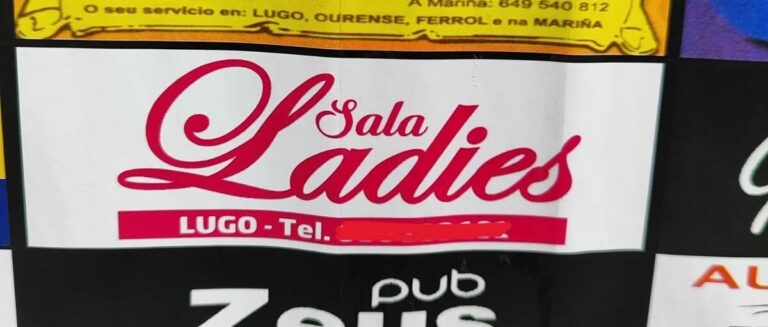 A Mariña: 649 540 812
O seu servicio en: LUGO, OURENSE, FERROL e na MARIÑA
Sala
Ladies
LUGO - Tel.
pub
Zeus
AU